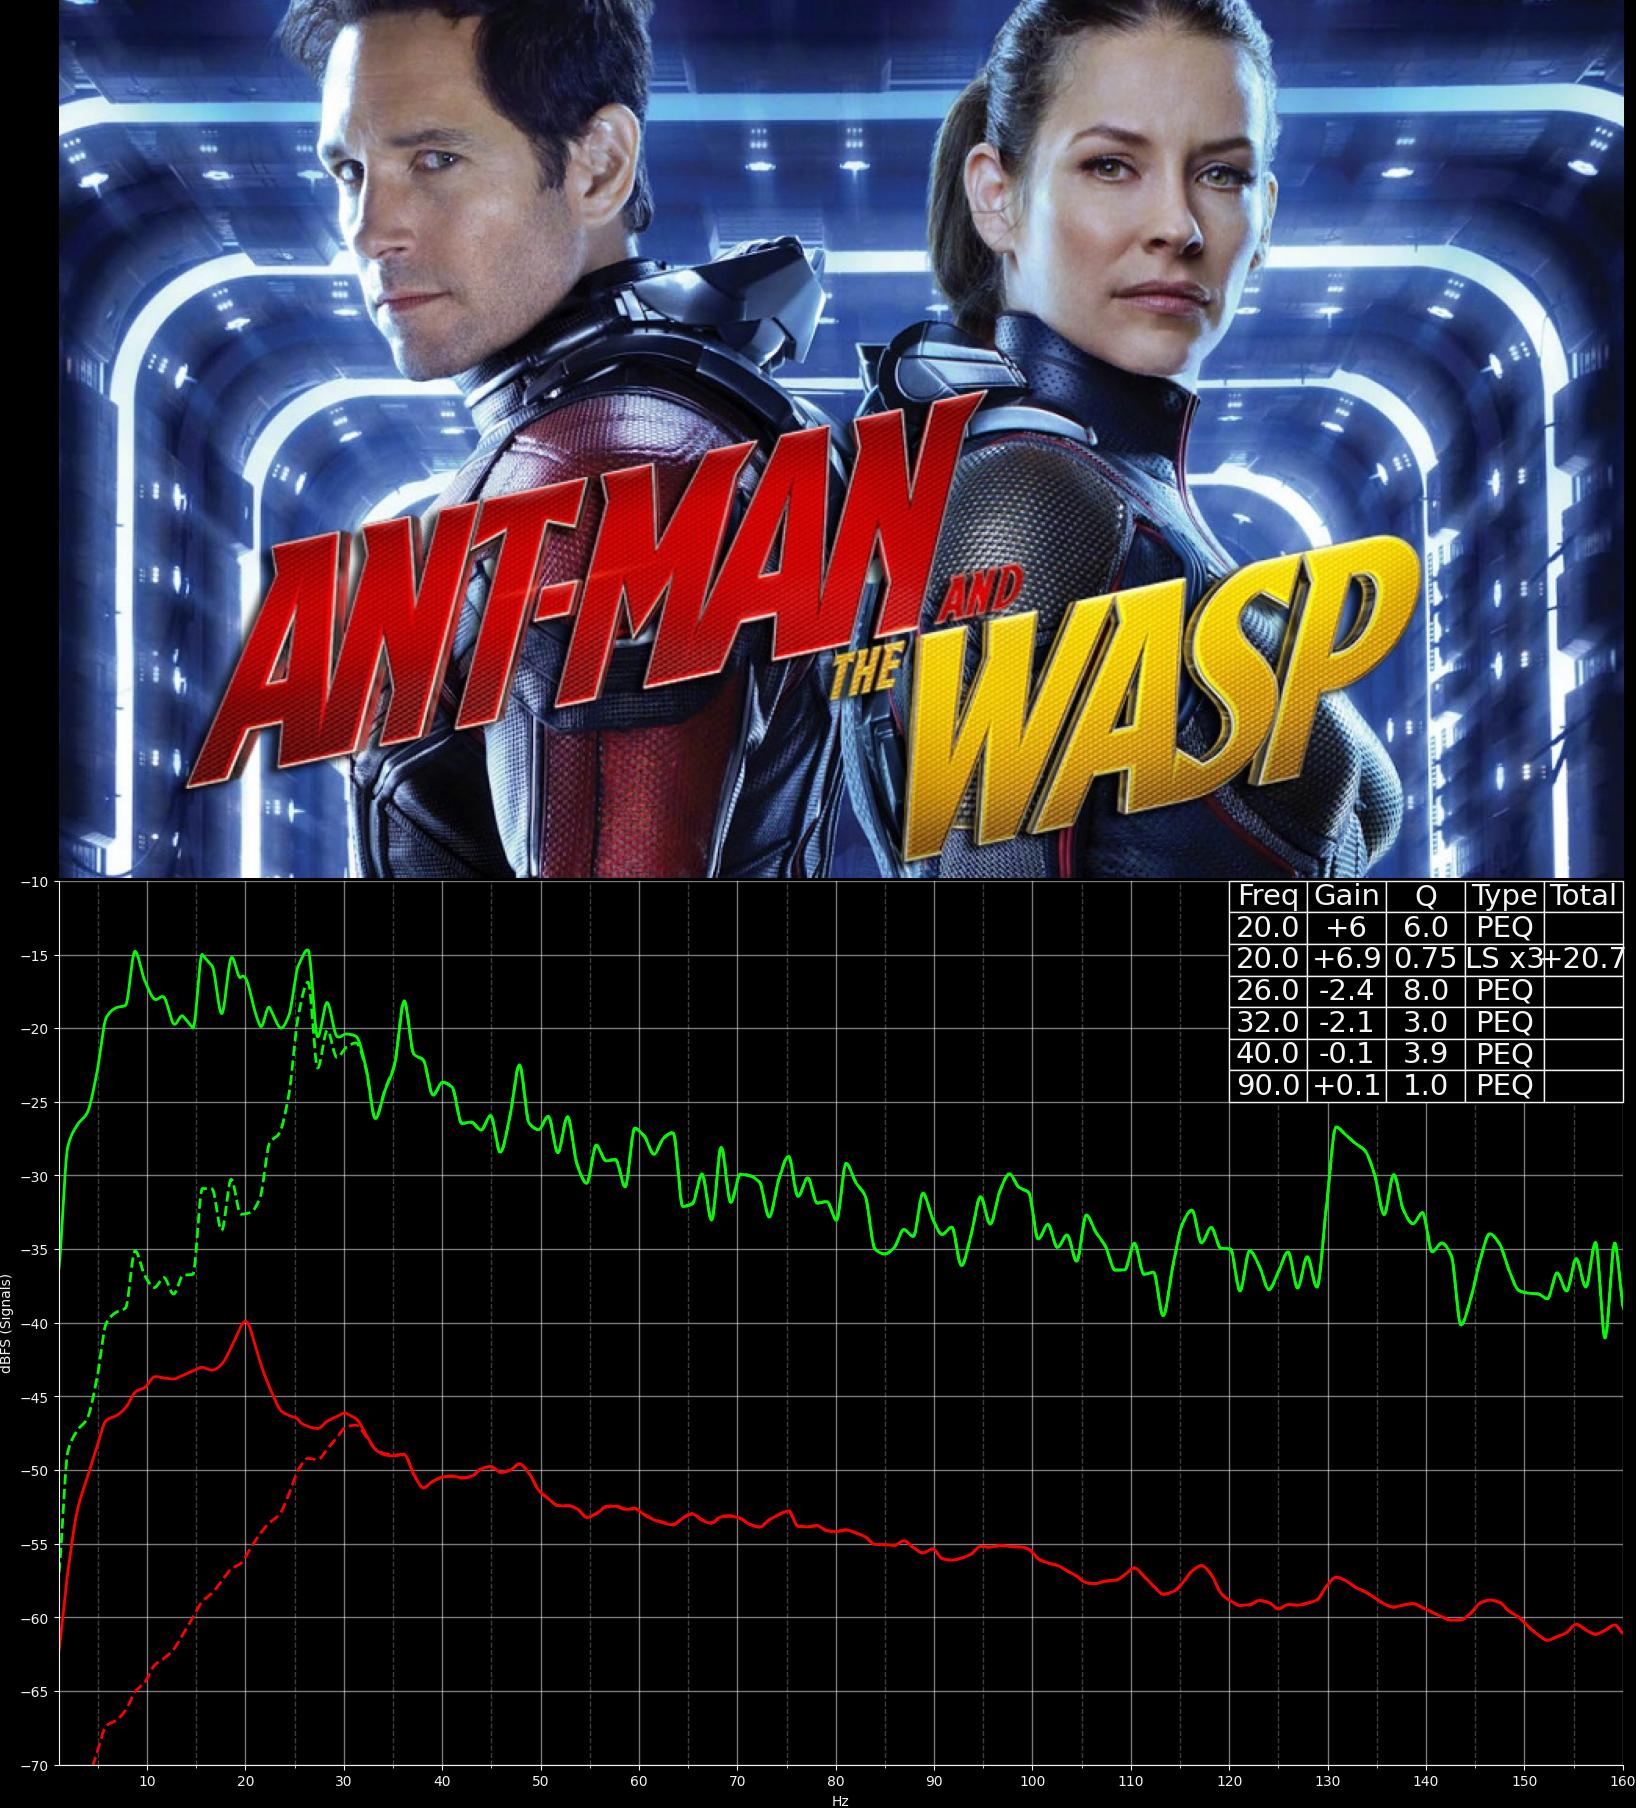 ANT-MAN
AND
THE WASP
Freq Gain Q Type Total
20.0 +6 6.0 PEQ
20.0 +6.9 0.75 LS x3 +20.7
26.0 -2.4 8.0 PEQ
32.0 -2.1 3.0 PEQ
40.0 -0.1 3.9 PEQ
90.0 +0.1 1.0 PEQ
−10
−15
−20
−25
−30
−35
−40
−45
−50
−55
−60
−65
−70
dBFS (Signals)
10 20 30 40 50 60 70 80 90 100 110 120 130 140 150 160
Hz